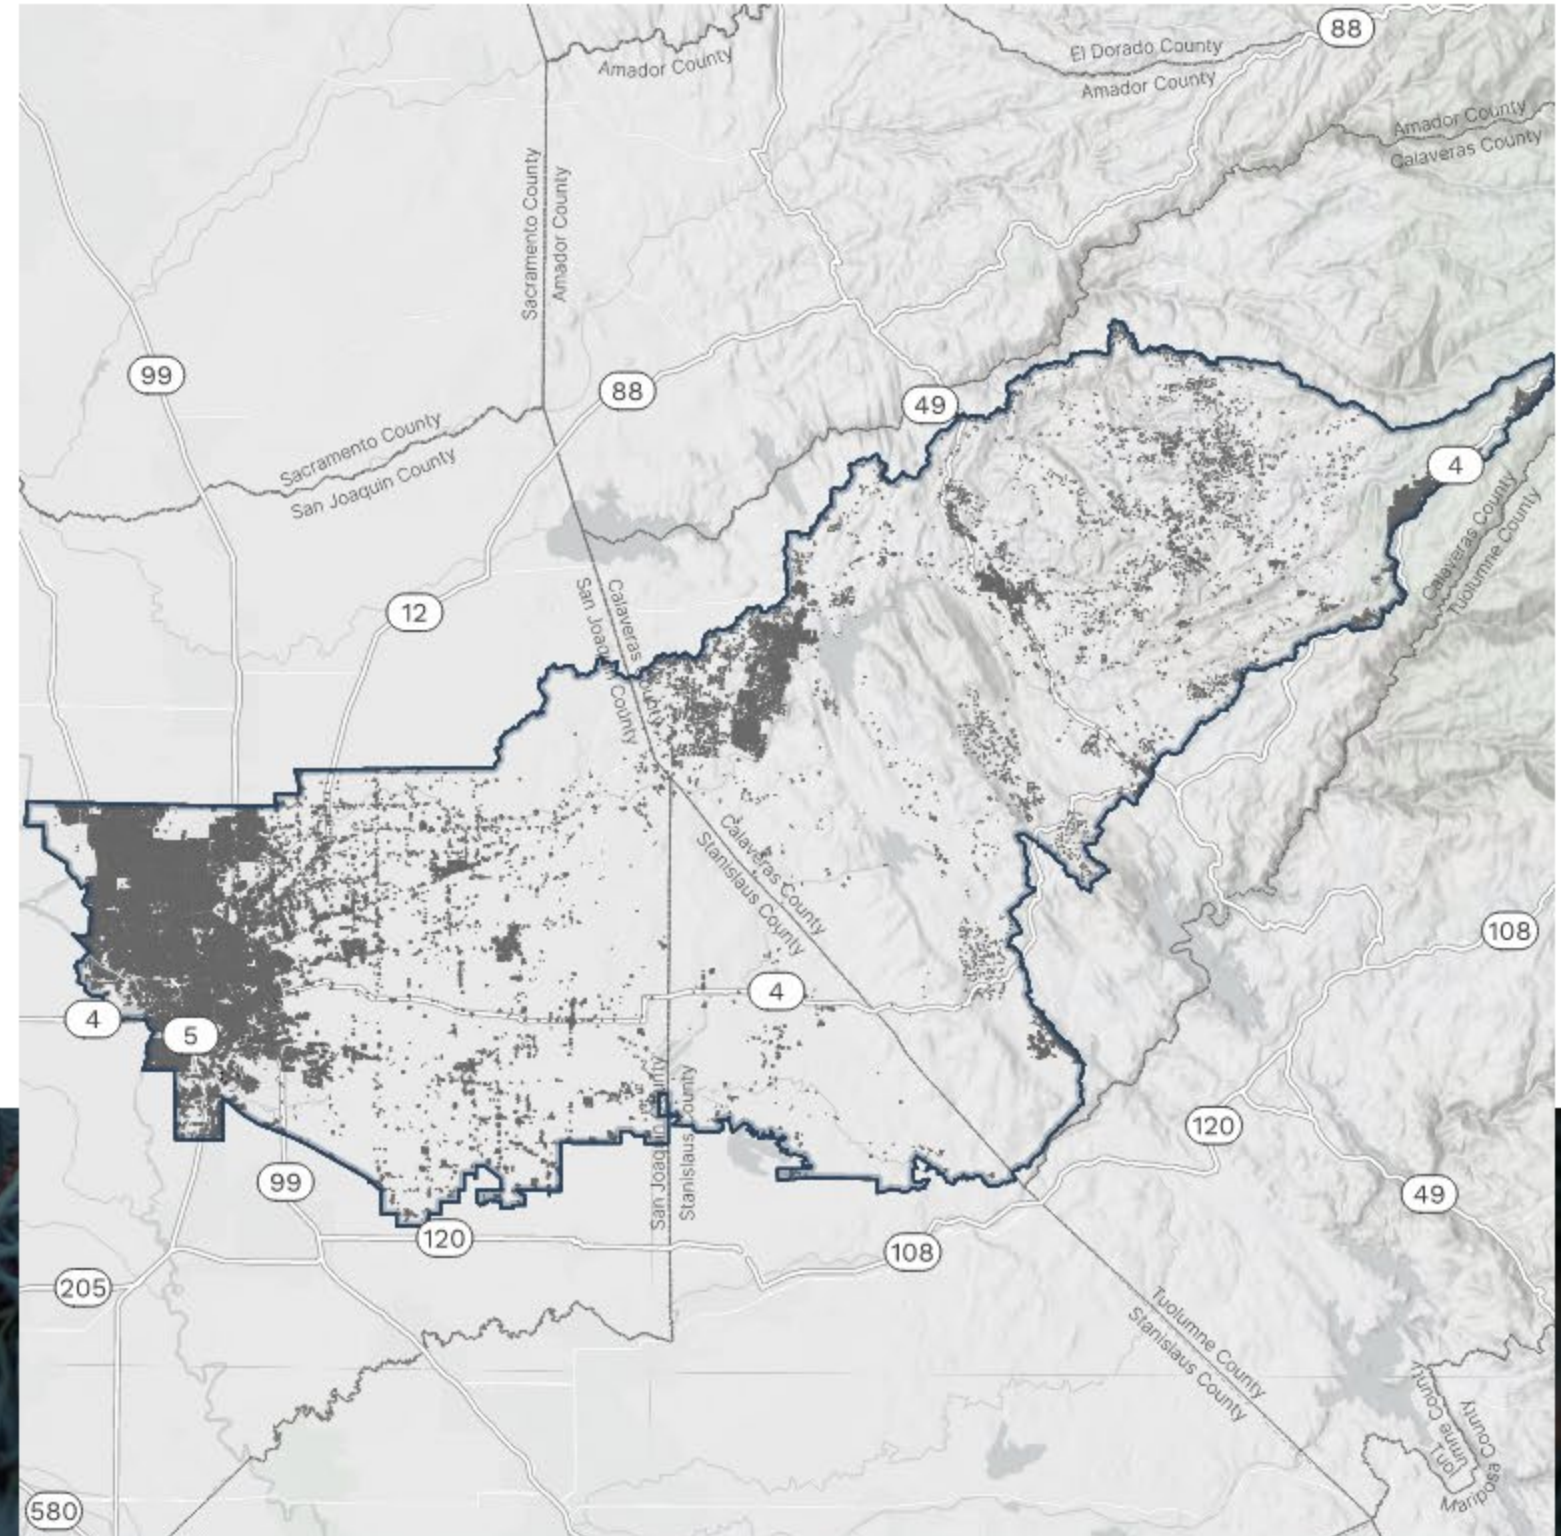 88
El Dorado County
Amador County
Amador County
Amador County
Calaveras County
Sacramento County
Amador County
99
88
49
Sacramento County
San Joaquin County
4
Calaveras County
Tuolumne County
12
Calaveras County
San Joaquin County
Calaveras County
Stanislaus County
108
4
4
5
San Joaquin County
Stanislaus County
120
99
49
120
108
205
Tuolumne County
Stanislaus County
Tuolumne County
Mariposa County
580